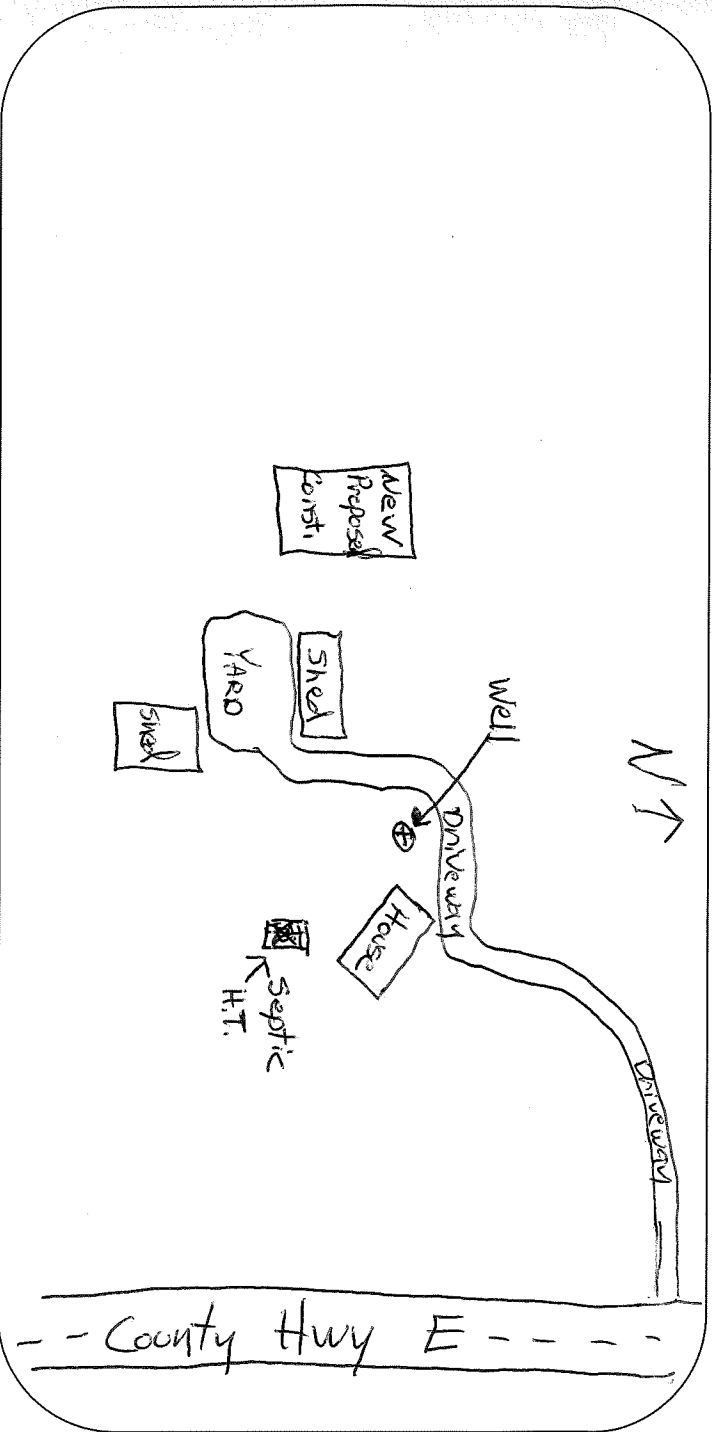 New
Proposed
Const.
Shed
YARD
Shed
Well
N ↑
Driveway
House
Septic
H.T.
Driveway
County Hwy E